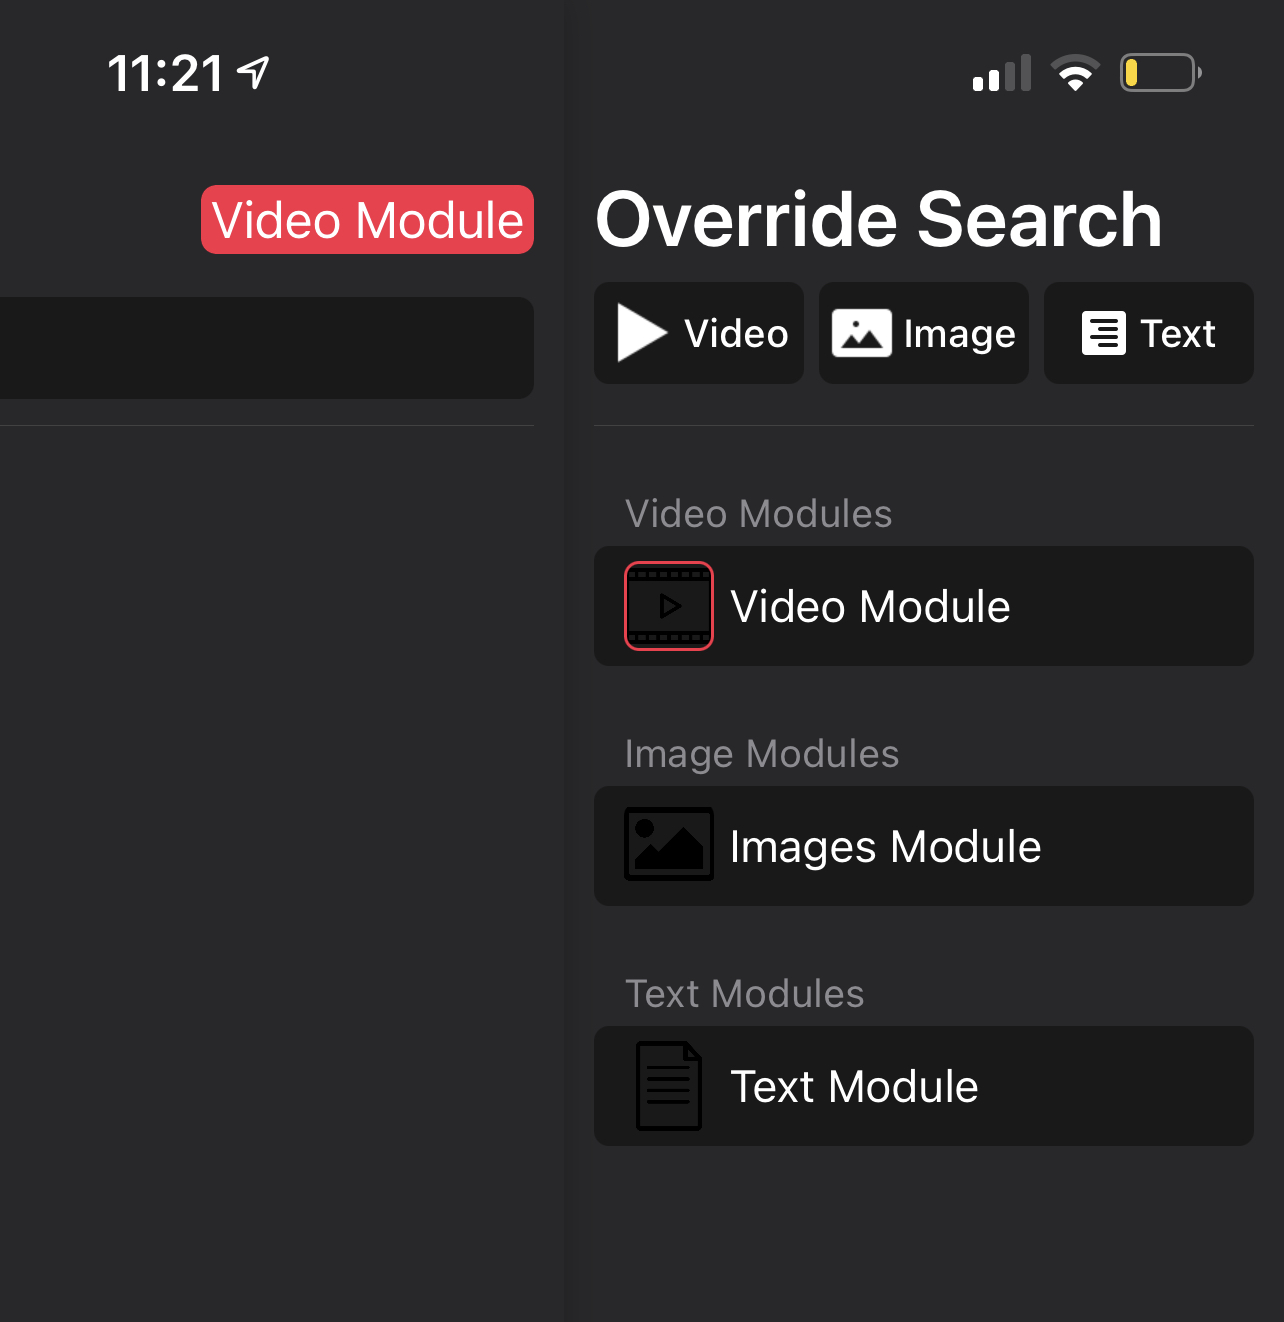 11:21
Video Module
Override Search
Video Image Text
Video Modules
Video Module
Image Modules
Images Module
Text Modules
Text Module